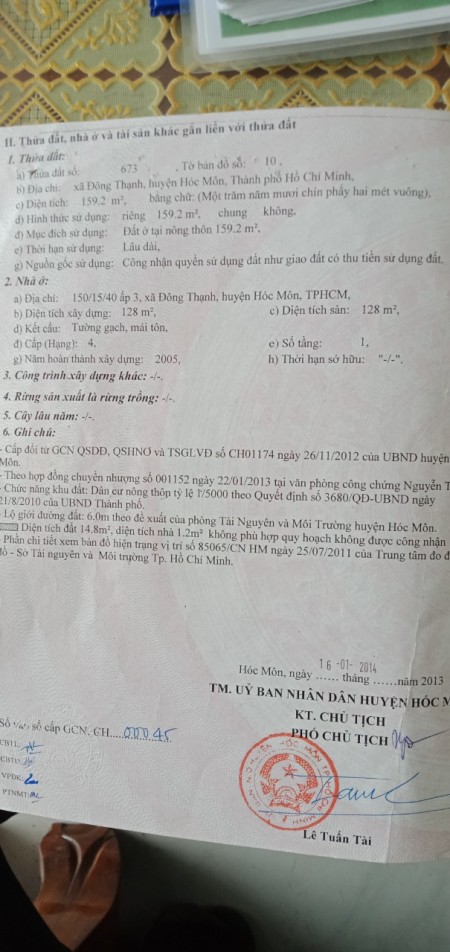 II. Thửa đất, nhà ở và tài sản khác gắn liền với thửa đất
1. Thửa đất:
a) Thửa đất số: 673 , Tờ bản đồ số: 10 ,
b) Địa chỉ: xã Đông Thạnh, huyện Hóc Môn, Thành phố Hồ Chí Minh,
c) Diện tích: 159.2 m², bằng chữ: (Một trăm năm mươi chín phẩy hai mét vuông),
d) Hình thức sử dụng: riêng 159.2 m², chung không,
đ) Mục đích sử dụng: Đất ở tại nông thôn 159.2 m²,
e) Thời hạn sử dụng: Lâu dài,
g) Nguồn gốc sử dụng: Công nhận quyền sử dụng đất như giao đất có thu tiền sử dụng đất.
2. Nhà ở:
a) Địa chỉ: 150/15/40 ấp 3, xã Đông Thạnh, huyện Hóc Môn, TPHCM,
b) Diện tích xây dựng: 128 m², c) Diện tích sàn: 128 m²,
d) Kết cấu: Tường gạch, mái tôn,
đ) Cấp (Hạng): 4, e) Số tầng: 1,
g) Năm hoàn thành xây dựng: 2005, h) Thời hạn sở hữu: "-/-".
3. Công trình xây dựng khác: -/-.
4. Rừng sản xuất là rừng trồng: -/-.
5. Cây lâu năm: -/-.
6. Ghi chú:
- Cấp đổi từ GCN QSDĐ, QSHNỞ và TSGLVĐ số CH01174 ngày 26/11/2012 của UBND huyện
Môn.
- Theo hợp đồng chuyển nhượng số 001152 ngày 22/01/2013 tại văn phòng công chứng Nguyễn T
- Chức năng khu đất: Dân cư nông thôn tỷ lệ 1/5000 theo Quyết định số 3680/QĐ-UBND ngày
21/8/2010 của UBND Thành phố.
- Lộ giới đường đất: 6,0m theo đề xuất của phòng Tài Nguyên và Môi Trường huyện Hóc Môn.
Diện tích đất 14.8m², diện tích nhà 1.2m² không phù hợp quy hoạch không được công nhận
- Phần chi tiết xem bản đồ hiện trạng vị trí số 85065/CN HM ngày 25/07/2011 của Trung tâm đo đ
đồ - Sở Tài nguyên và Môi trường Tp. Hồ Chí Minh.
16 -01- 2014
Hóc Môn, ngày ...... tháng ......năm 2013
TM. UỶ BAN NHÂN DÂN HUYỆN HÓC M
KT. CHỦ TỊCH
PHÓ CHỦ TỊCH
Số vào sổ cấp GCN: CH....00045
CBTL:
CBTĐ:
VPĐK:
PTNMT:
Lê Tuấn Tài